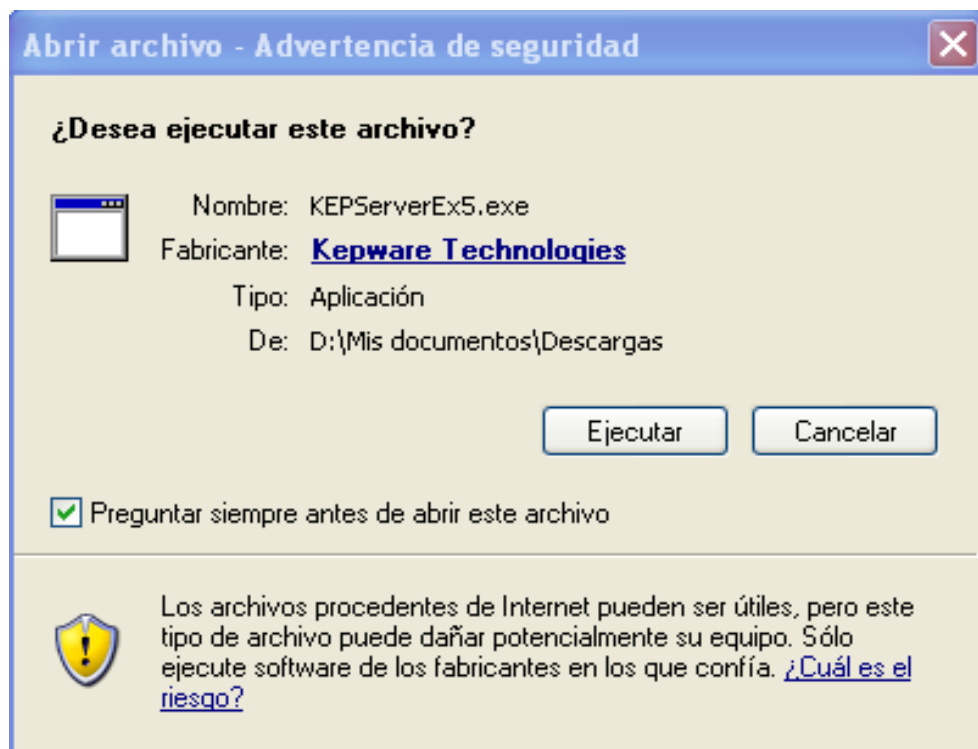 Abrir archivo - Advertencia de seguridad
¿Desea ejecutar este archivo?
Nombre: KEPServerEx5.exe
Fabricante: Kepware Technologies
Tipo: Aplicación
De: D:\Mis documentos\Descargas
Ejecutar Cancelar
Preguntar siempre antes de abrir este archivo
Los archivos procedentes de Internet pueden ser útiles, pero este
tipo de archivo puede dañar potencialmente su equipo. Sólo
ejecute software de los fabricantes en los que confía. ¿Cuál es el
riesgo?